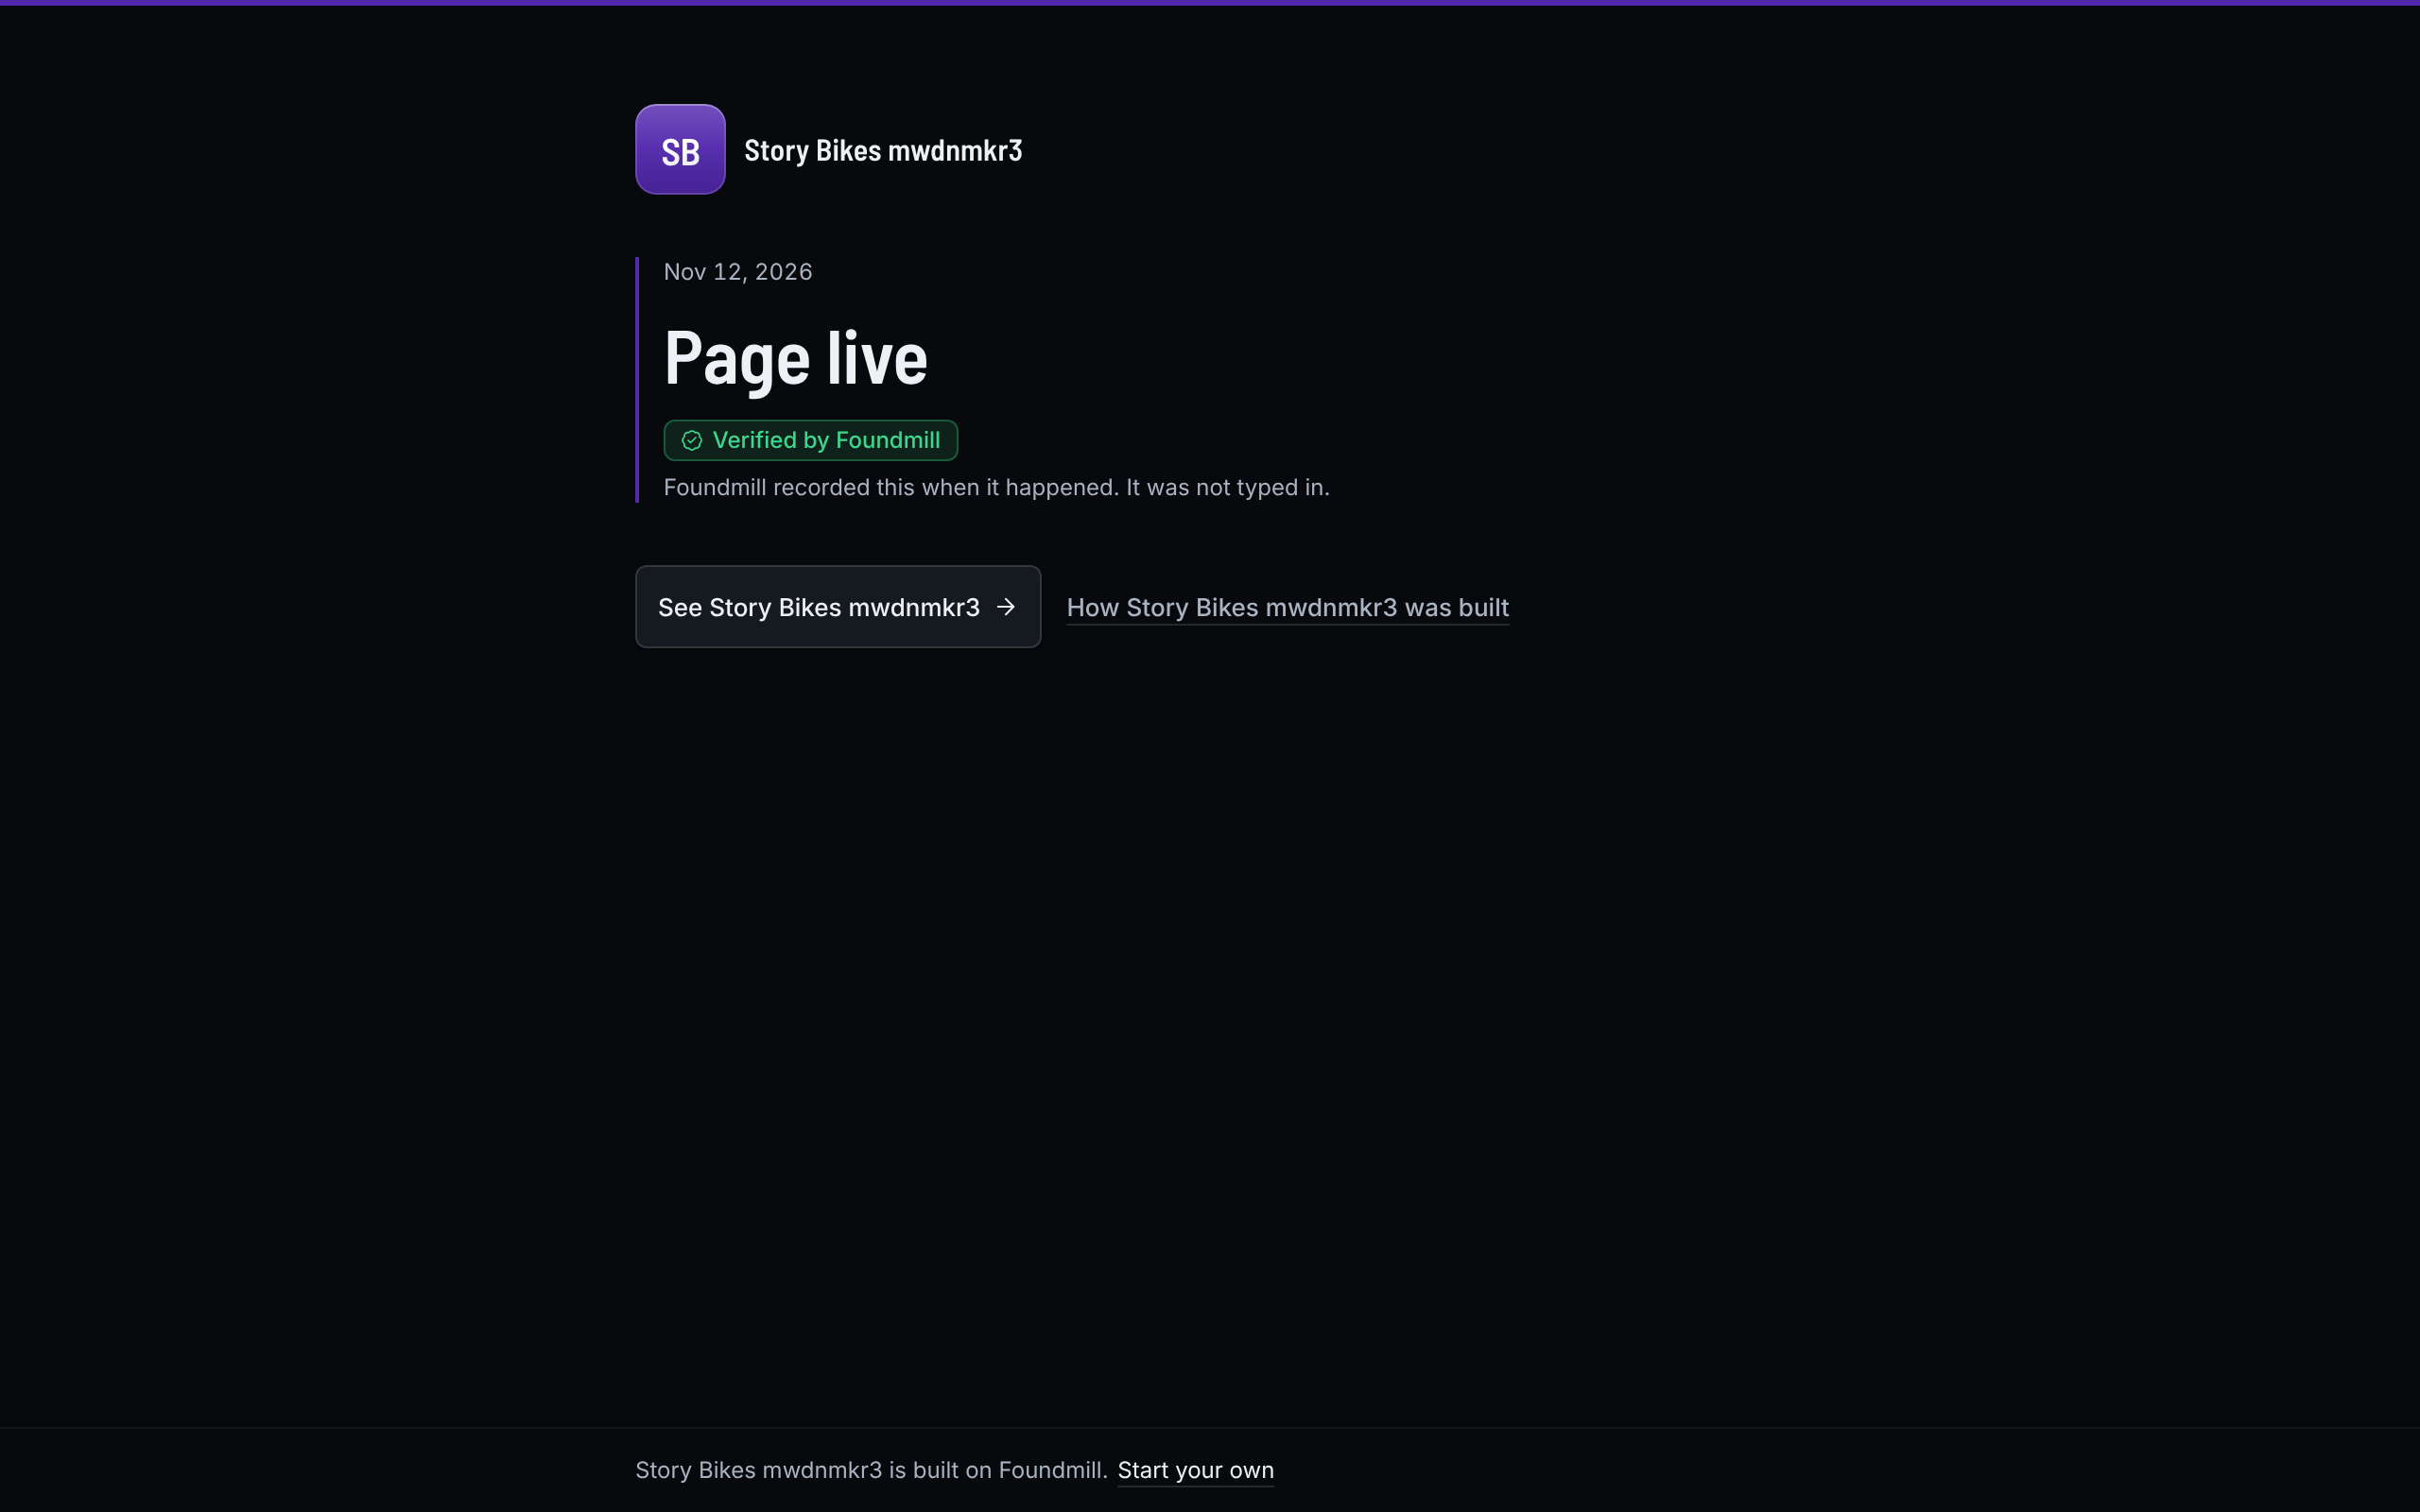 SB
Story Bikes mwdnmkr3
Nov 12, 2026
Page live
Verified by Foundmill
Foundmill recorded this when it happened. It was not typed in.
See Story Bikes mwdnmkr3 →
How Story Bikes mwdnmkr3 was built
Story Bikes mwdnmkr3 is built on Foundmill. Start your own